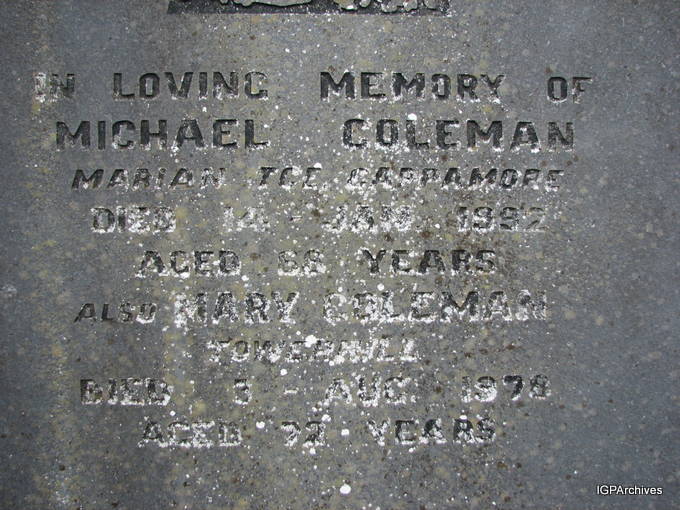 IN LOVING MEMORY OF
MICHAEL COLEMAN
MARIAN TCE CAPPAMORE
DIED 14 - JAN. 1992
AGED 68 YEARS
ALSO MARY COLEMAN
TOWERHILL
DIED 3 - AUG. 1978
AGED YEARS
IGPArchives